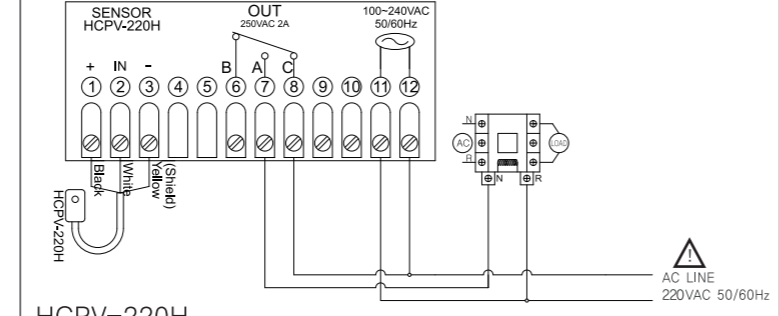 SENSOR
HCPV-220H
OUT
250VAC 2A
100~240VAC
50/60Hz
+ IN -
B A C
1 2 3 4 5 6 7 8 9 10 11 12
Black
White
Yellow
(Shield)
HCPV-220H
N
AC
R
LOAD
N R
!
AC LINE
220VAC 50/60Hz
HCPV-220H